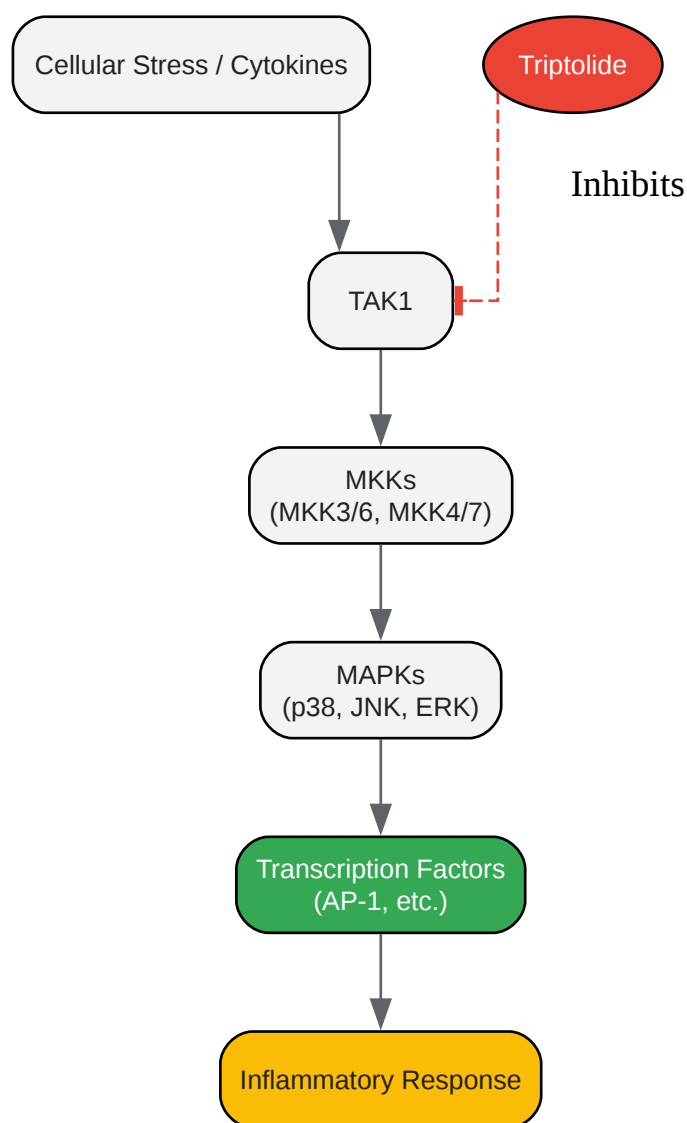 Cellular Stress / Cytokines
Triptolide
Inhibits
TAK1
MKKs
(MKK3/6, MKK4/7)
MAPKs
(p38, JNK, ERK)
Transcription Factors
(AP-1, etc.)
Inflammatory Response